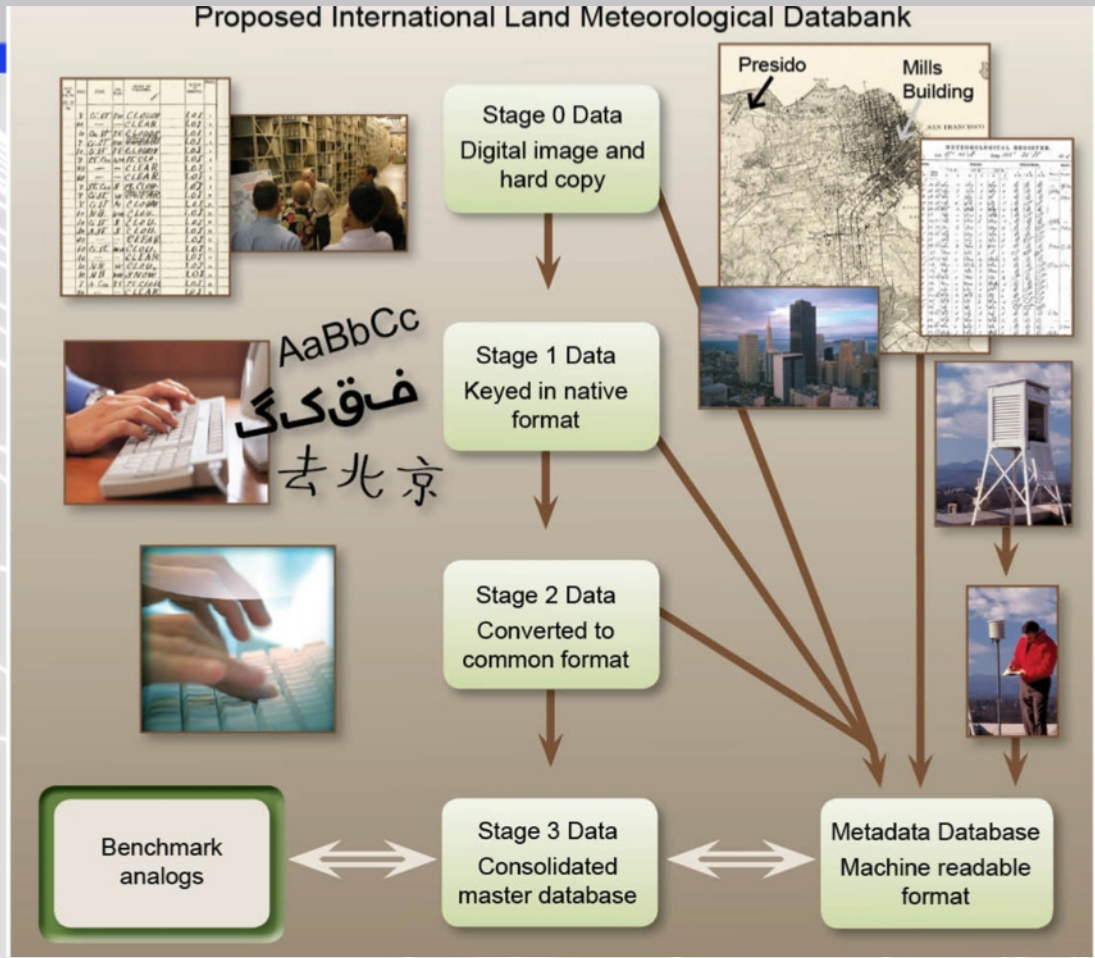 Proposed International Land Meteorological Databank
Presido
Mills
Building
SAN FRANCISCO
METEOROLOGICAL REGISTER.
Stage 0 Data
Digital image and
hard copy
AaBbCc
فقکگ
去北京
Stage 1 Data
Keyed in native
format
Stage 2 Data
Converted to
common format
Benchmark
analogs
Stage 3 Data
Consolidated
master database
Metadata Database
Machine readable
format